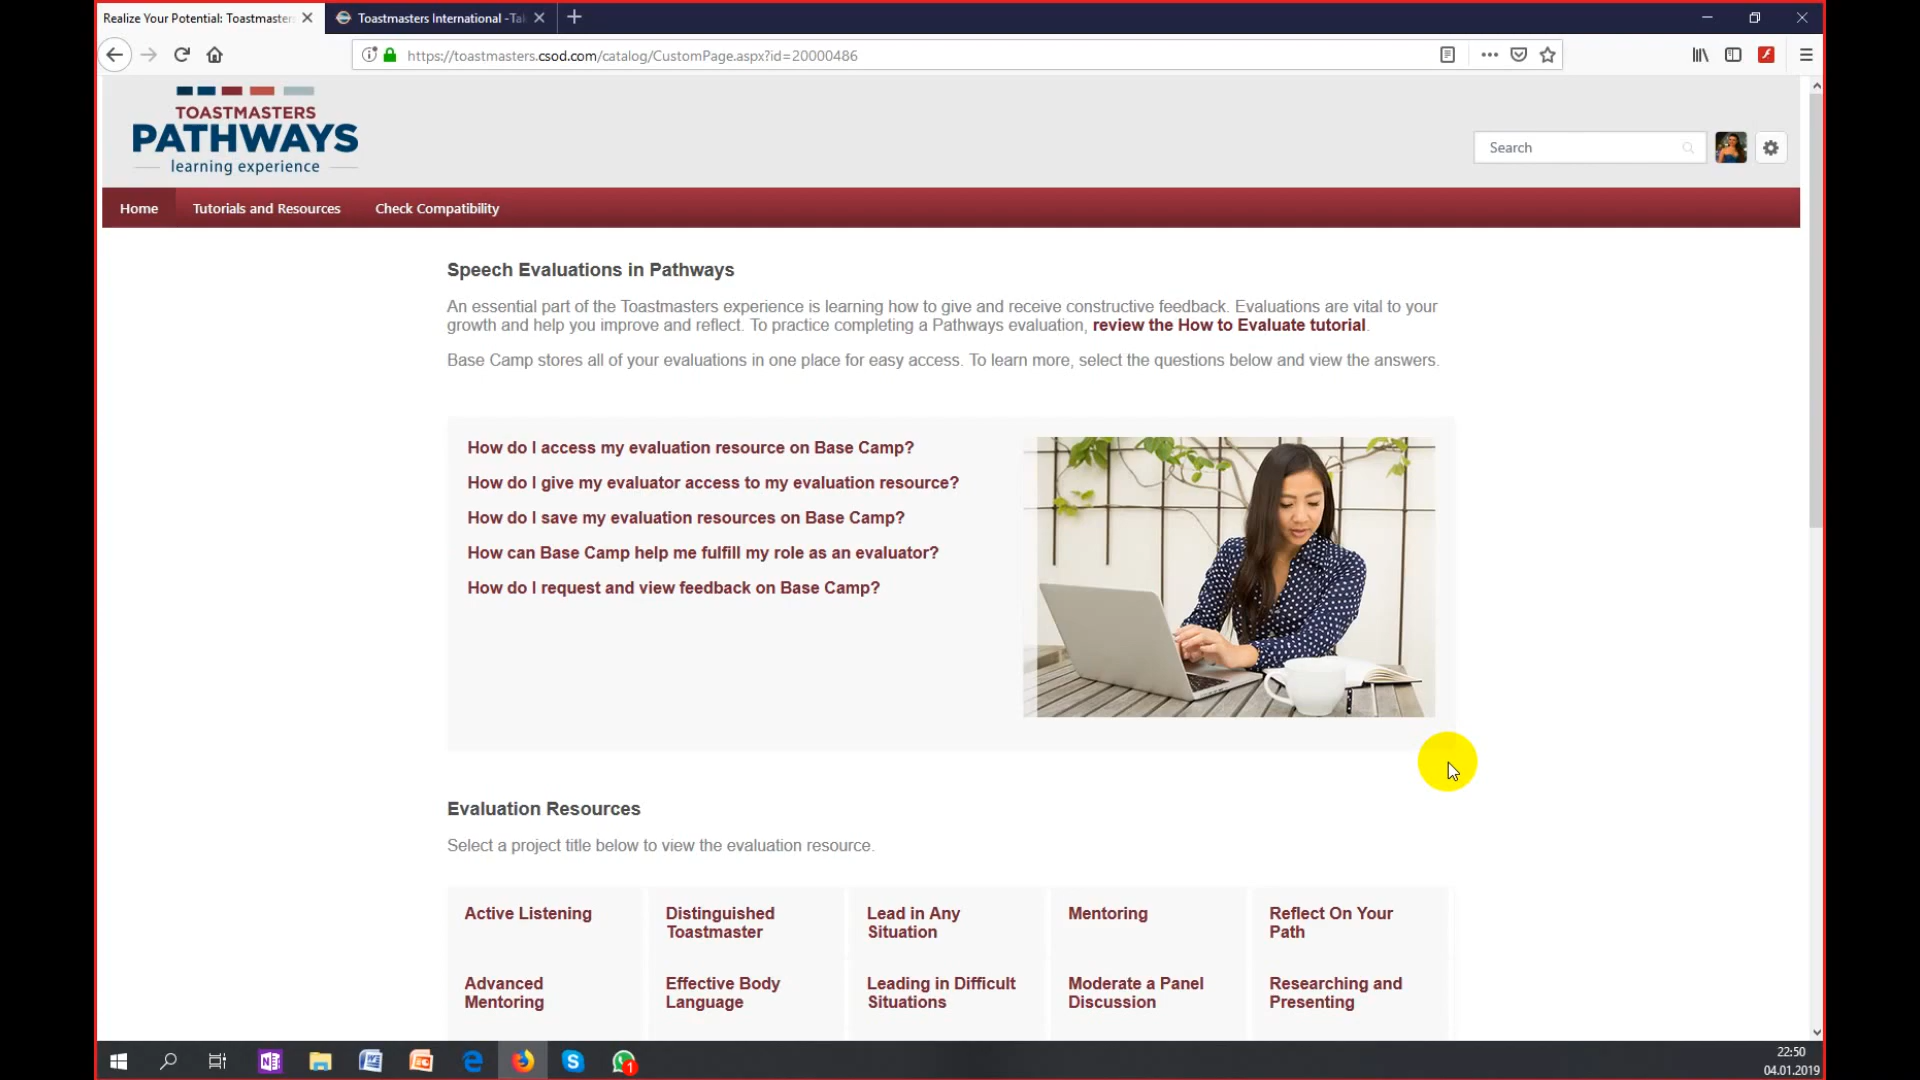 Realize Your Potential: Toastmaster
Toastmasters International -Tal
https://toastmasters.csod.com/catalog/CustomPage.aspx?id=20000486
TOASTMASTERS
PATHWAYS
learning experience
Search
Home
Tutorials and Resources
Check Compatibility
Speech Evaluations in Pathways
An essential part of the Toastmasters experience is learning how to give and receive constructive feedback. Evaluations are vital to your
growth and help you improve and reflect. To practice completing a Pathways evaluation, review the How to Evaluate tutorial.
Base Camp stores all of your evaluations in one place for easy access. To learn more, select the questions below and view the answers.
How do I access my evaluation resource on Base Camp?
How do I give my evaluator access to my evaluation resource?
How do I save my evaluation resources on Base Camp?
How can Base Camp help me fulfill my role as an evaluator?
How do I request and view feedback on Base Camp?
Evaluation Resources
Select a project title below to view the evaluation resource.
Active Listening
Distinguished
Toastmaster
Lead in Any
Situation
Mentoring
Reflect On Your
Path
Advanced
Mentoring
Effective Body
Language
Leading in Difficult
Situations
Moderate a Panel
Discussion
Researching and
Presenting
1
22:50
04.01.2019